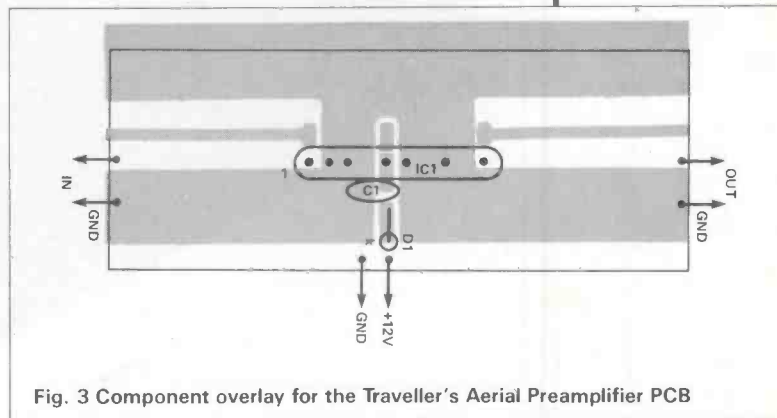 1
IC1
C1
IN
OUT
GND
GND
D1
GND
+12V
Fig. 3 Component overlay for the Traveller's Aerial Preamplifier PCB